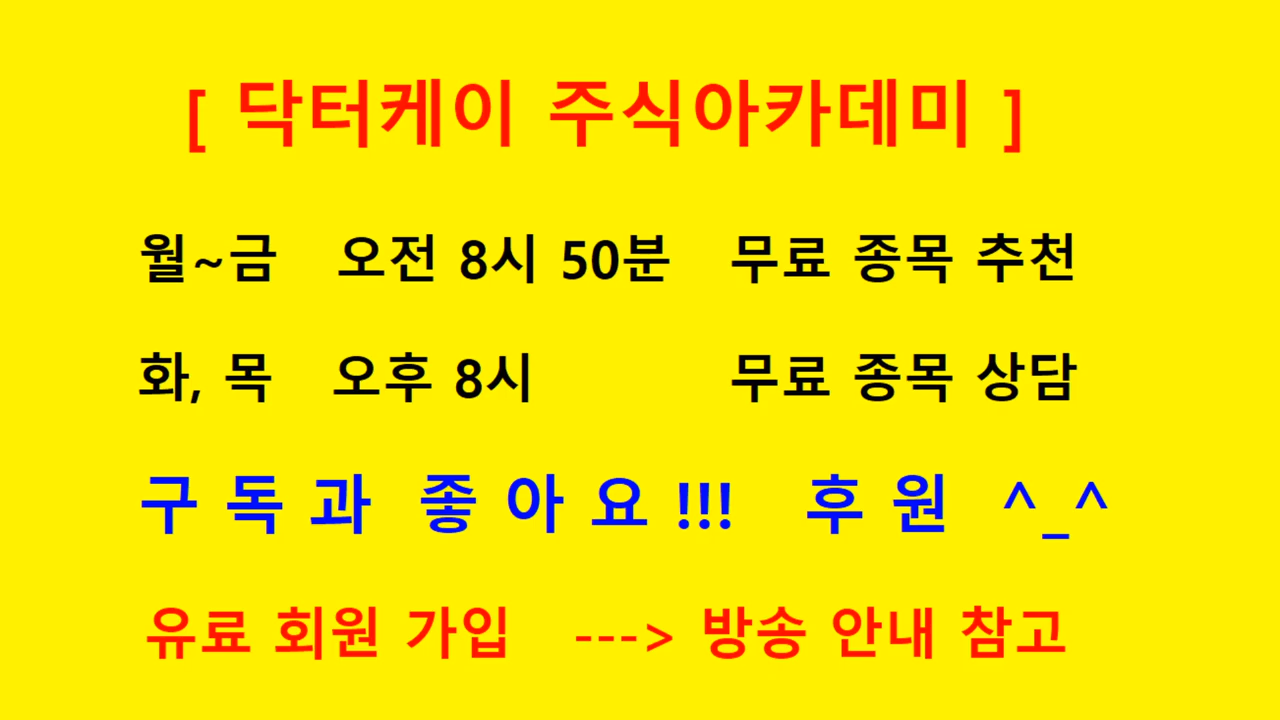 [ 닥터케이 주식아카데미 ]
월~금 오전 8시 50분 무료 종목 추천
화, 목 오후 8시 무료 종목 상담
구 독 과 좋 아 요 !!! 후 원 ^_^
유료 회원 가입 ---> 방송 안내 참고